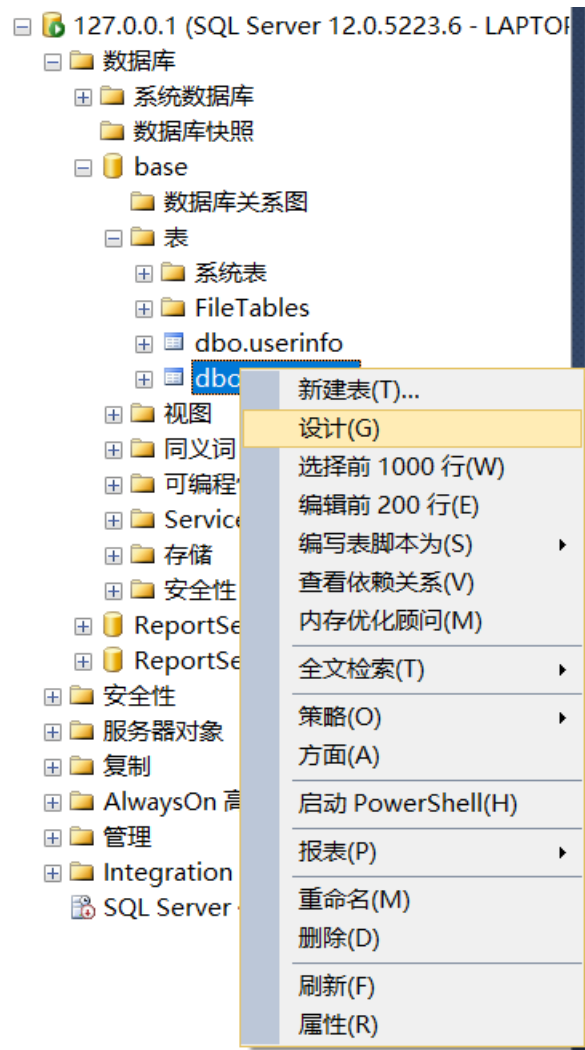 127.0.0.1 (SQL Server 12.0.5223.6 - LAPTOP
数据库
系统数据库
数据库快照
base
数据库关系图
表
系统表
FileTables
dbo.userinfo
dbo
新建表(T)...
视图
设计(G)
同义词
选择前 1000 行(W)
可编程
编辑前 200 行(E)
Service
编写表脚本为(S)
存储
查看依赖关系(V)
安全性
内存优化顾问(M)
ReportSe
ReportSe
全文检索(T)
安全性
策略(O)
服务器对象
方面(A)
复制
AlwaysOn 高
启动 PowerShell(H)
管理
报表(P)
Integration
SQL Server
重命名(M)
删除(D)
刷新(F)
属性(R)